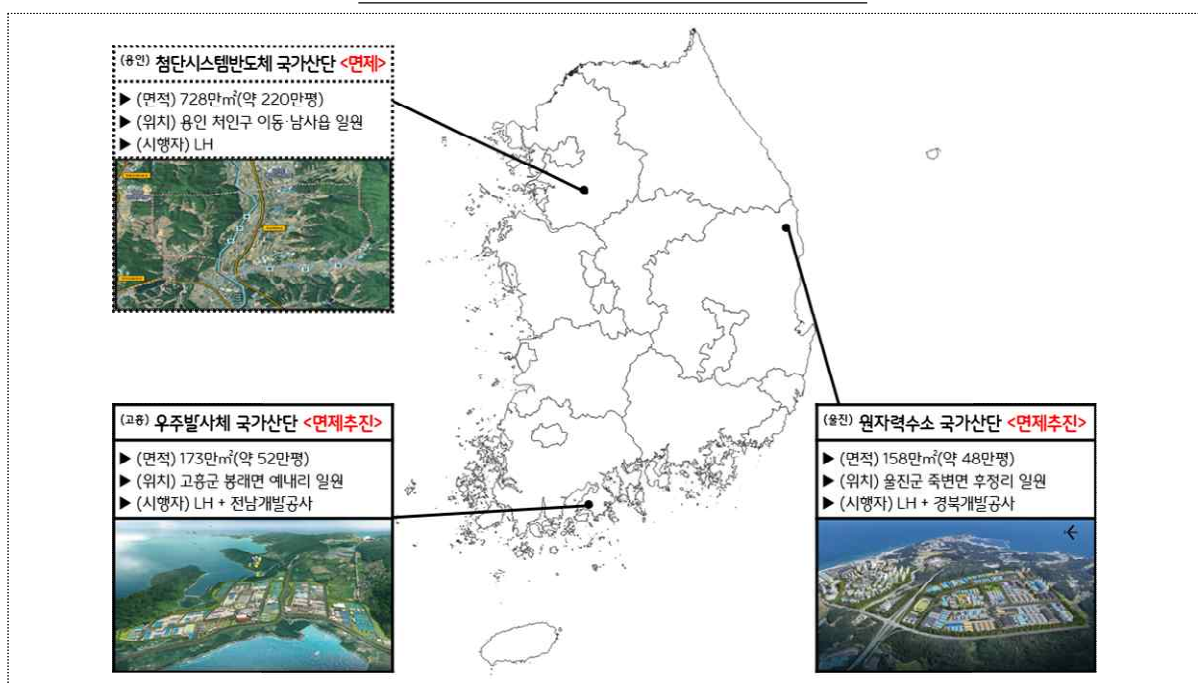 (용인) 첨단시스템반도체 국가산단 <면제>
▶ (면적) 728만㎡(약 220만평)
▶ (위치) 용인 처인구 이동·남사읍 일원
▶ (시행자) LH
(고흥) 우주발사체 국가산단 <면제추진>
▶ (면적) 173만㎡(약 52만평)
▶ (위치) 고흥군 봉래면 예내리 일원
▶ (시행자) LH + 전남개발공사
(울진) 원자력수소 국가산단 <면제추진>
▶ (면적) 158만㎡(약 48만평)
▶ (위치) 울진군 죽변면 후정리 일원
▶ (시행자) LH + 경북개발공사